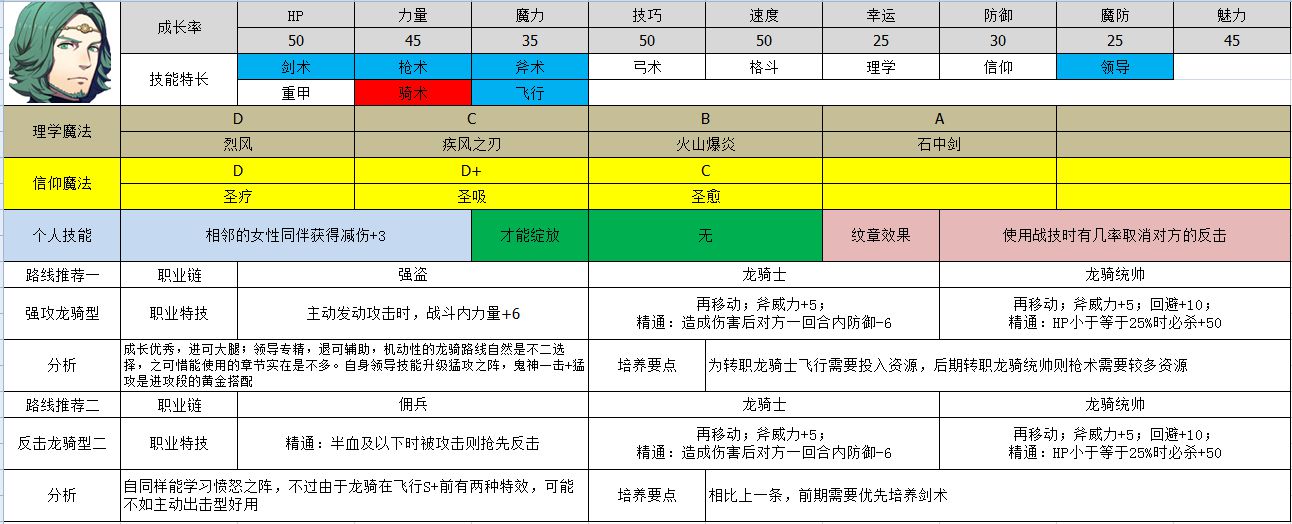 成长率 HP 力量 魔力 技巧 速度 幸运 防御 魔防 魅力
50 45 35 50 50 25 30 25 45
技能特长 剑术 枪术 斧术 弓术 格斗 理学 信仰 领导
重甲 骑术 飞行
理学魔法 D C B A
烈风 疾风之刃 火山爆炎 石中剑
信仰魔法 D D+ C
圣疗 圣吸 圣愈
个人技能 相邻的女性同伴获得减伤+3 才能绽放 无 纹章效果 使用战技时有几率取消对方的反击
路线推荐一 职业链 强盗 龙骑士 龙骑统帅
强攻龙骑型 职业特技 主动发动攻击时，战斗内力量+6 再移动；斧威力+5； 再移动；斧威力+5；回避+10；
精通：造成伤害后对方一回合内防御-6 精通：HP小于等于25%时必杀+50
分析 成长优秀，进可大腿；领导专精，退可辅助，机动性的龙骑路线自然是不二选
择，之可惜能使用的章节实在是不多。自身领导技能升级猛攻之阵，鬼神一击+猛
攻是进攻段的黄金搭配
培养要点 为转职龙骑士飞行需要投入资源，后期转职龙骑统帅则枪术需要较多资源
路线推荐二 职业链 佣兵 龙骑士 龙骑统帅
反击龙骑型二 职业特技 精通：半血及以下时被攻击则抢先反击 再移动；斧威力+5； 再移动；斧威力+5；回避+10；
精通：造成伤害后对方一回合内防御-6 精通：HP小于等于25%时必杀+50
分析 自同样能学习愤怒之阵，不过由于龙骑在飞行S+前有两种特效，可能
不如主动出击型好用
培养要点 相比上一条，前期需要优先培养剑术